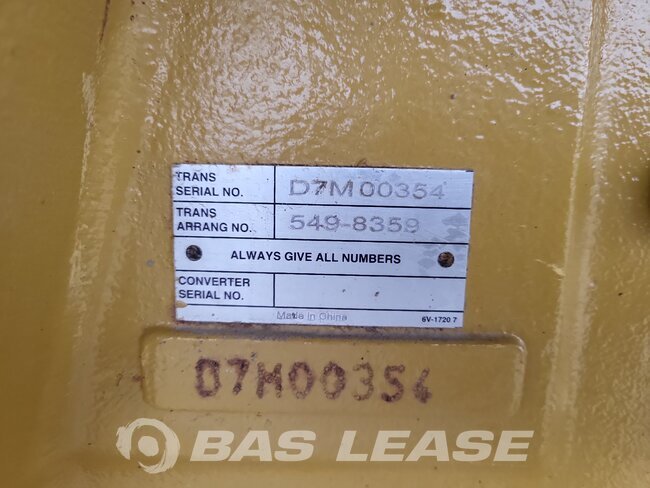 TRANS
SERIAL NO.
D7M00354
TRANS
ARRANG NO.
549-8359
ALWAYS GIVE ALL NUMBERS
CONVERTER
SERIAL NO.
Made in China
6V-1720 7
D7M00354
BAS LEASE